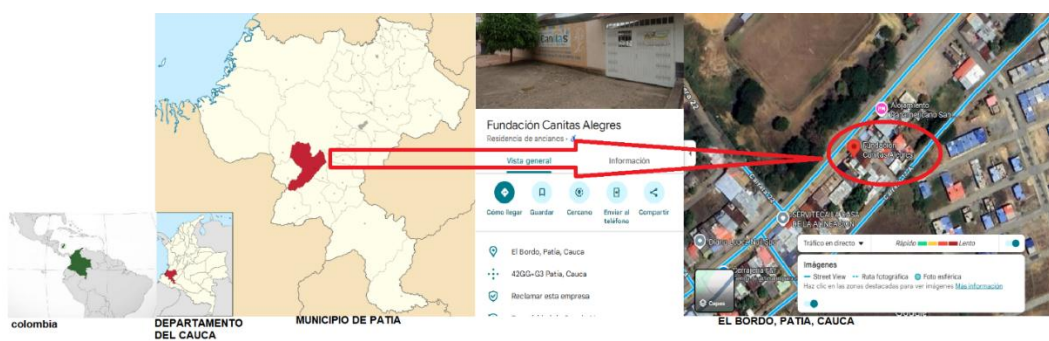 Fundación Canitas Alegres
Residencia de ancianos
Vista general
Información
Cómo llegar
Guardar
Cercano
Enviar al teléfono
Compartir
El Bordo, Patía, Cauca
42GG+G3 Patía, Cauca
Reclamar esta empresa
Alojamiento
Fundación
Canitas Alegres
Tráfico en directo
Rápido
Lento
Imágenes
Street View
Ruta fotográfica
Foto esférica
Haz clic en las zonas destacadas para ver imágenes Más información
Capas
colombia
DEPARTAMENTO
DEL CAUCA
MUNICIPIO DE PATIA
EL BORDO, PATIA, CAUCA